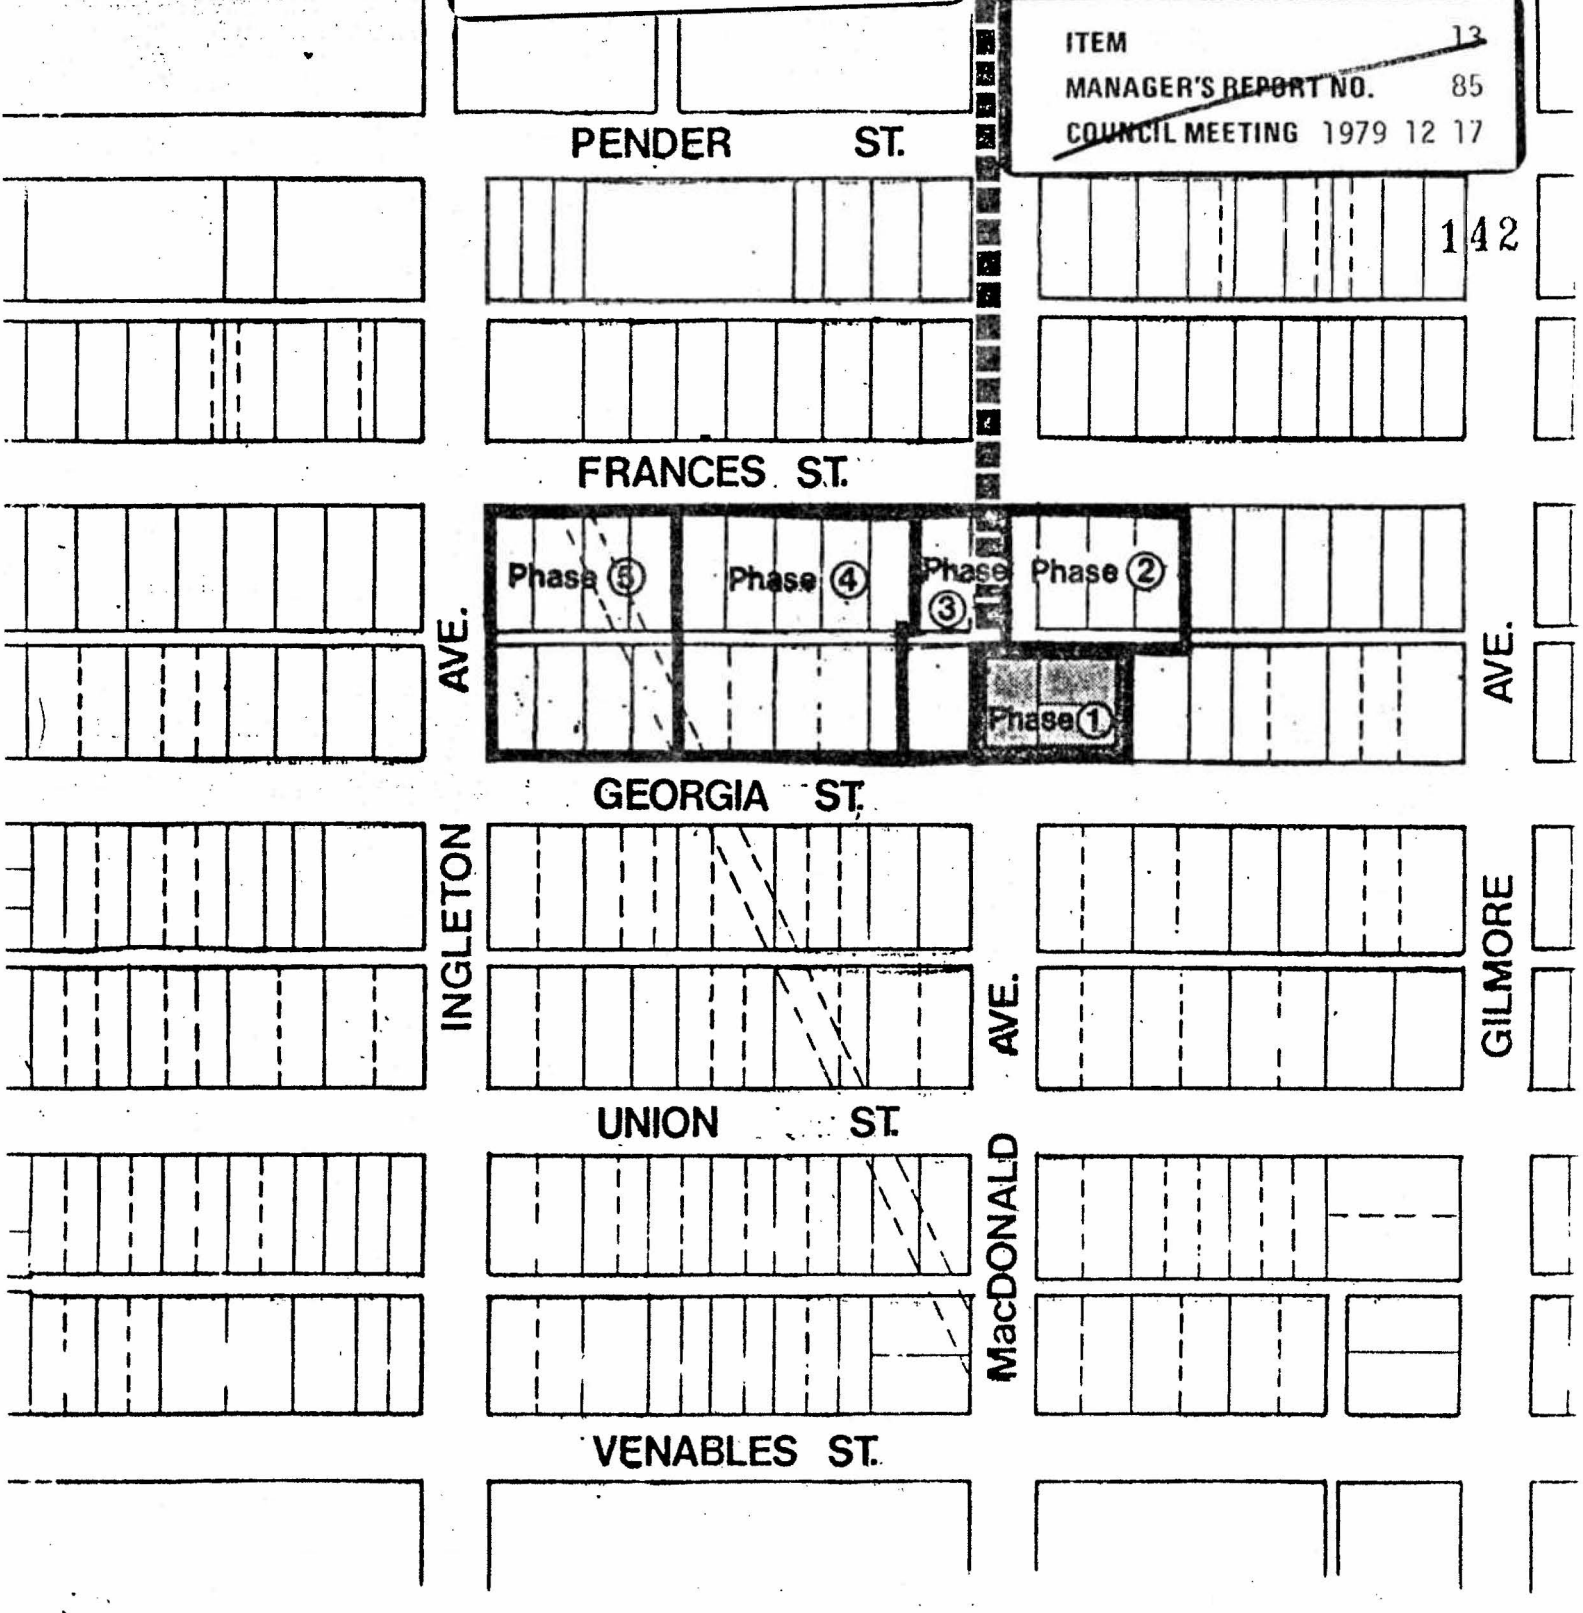 ITEM 13
MANAGER'S REPORT NO. 85
COUNCIL MEETING 1979 12 17
PENDER ST.
142
FRANCES ST.
Phase 5
Phase 4
Phase
3
Phase 2
Phase 1
INGLETON AVE.
GILMORE AVE.
GEORGIA ST.
MacDONALD AVE.
UNION ST.
VENABLES ST.